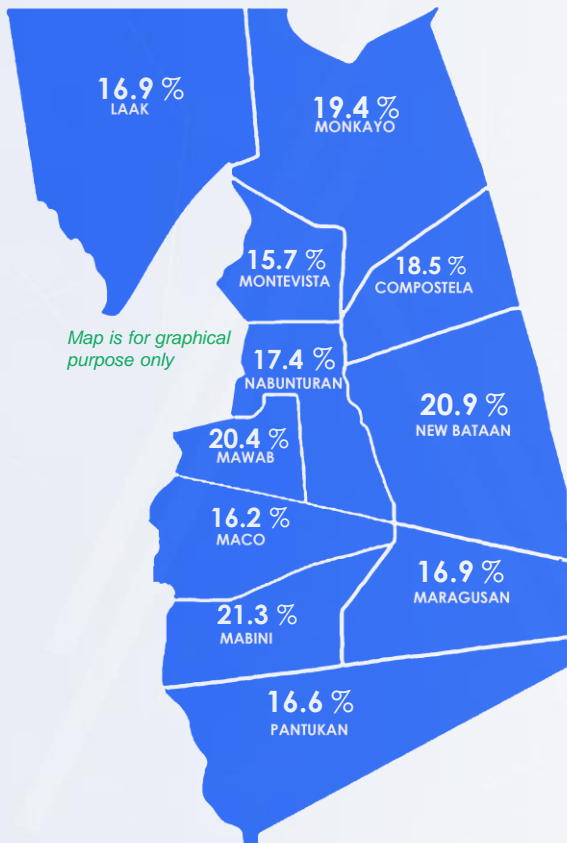 16.9 %
LAAK
19.4 %
MONKAYO
15.7 %
MONTEVISTA
18.5 %
COMPOSTELA
Map is for graphical
purpose only
17.4 %
NABUNTURAN
20.9 %
NEW BATAAN
20.4 %
MAWAB
16.2 %
MACO
16.9 %
MARAGUSAN
21.3 %
MABINI
16.6 %
PANTUKAN